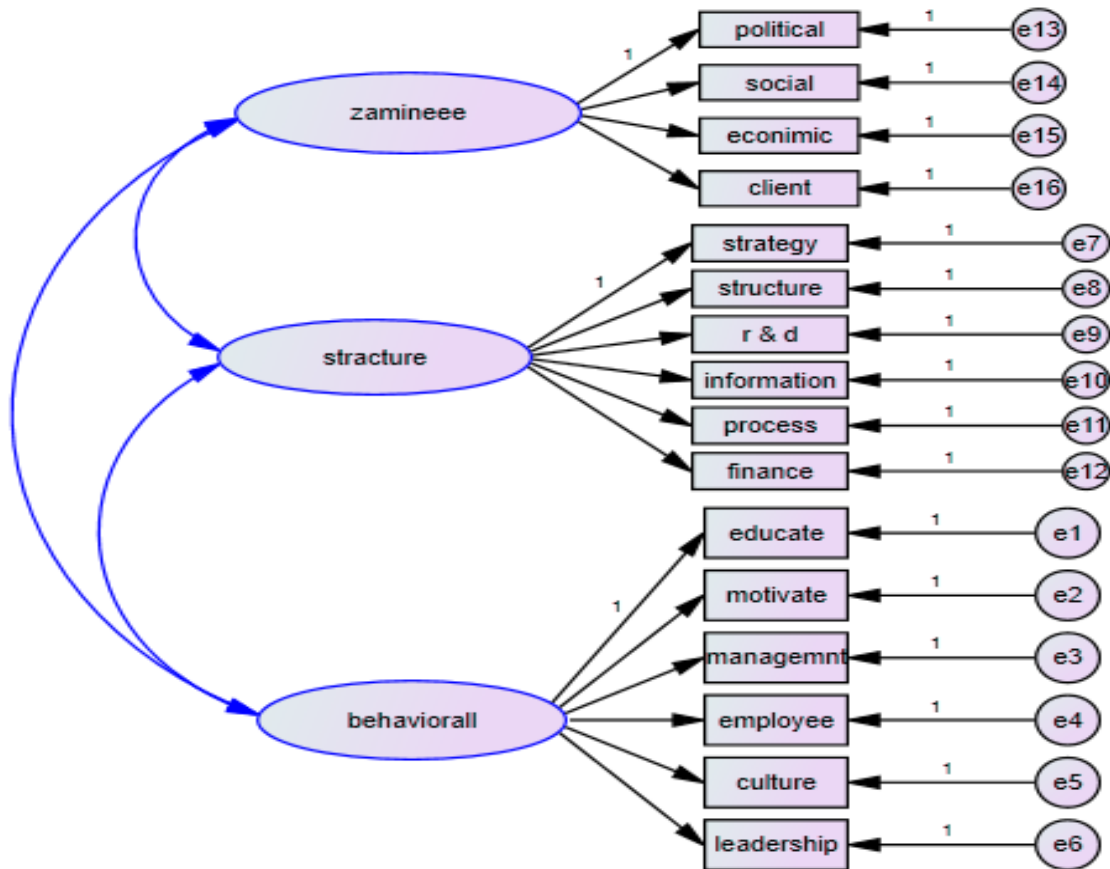 political
1
e13
1
zamineee
social
1
e14
econimic
1
e15
client
1
e16
strategy
1
e7
1
structure
1
e8
stracture
r & d
1
e9
information
1
e10
process
1
e11
finance
1
e12
educate
1
e1
1
motivate
1
e2
managemnt
1
e3
behaviorall
employee
1
e4
culture
1
e5
leadership
1
e6